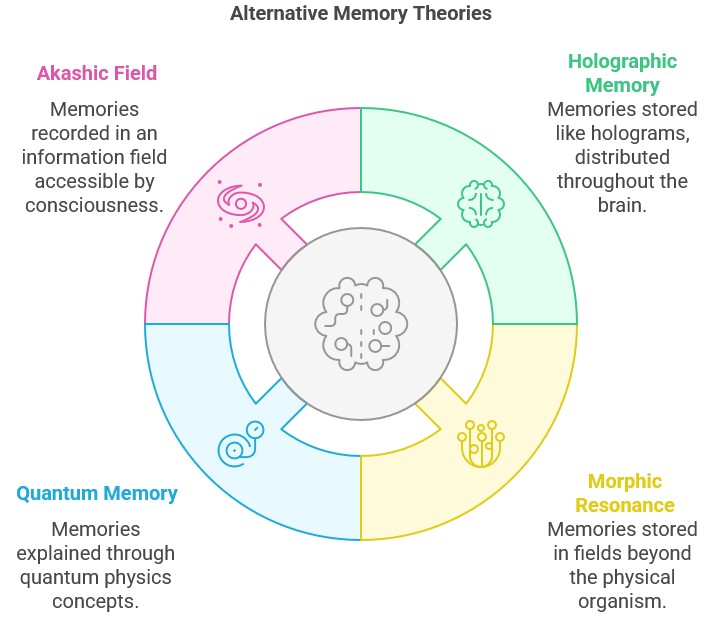 Alternative Memory Theories
Akashic Field
Memories
recorded in an
information field
accessible by
consciousness.
Holographic
Memory
Memories stored
like holograms,
distributed
throughout the
brain.
Quantum Memory
Memories
explained through
quantum physics
concepts.
Morphic
Resonance
Memories stored
in fields beyond
the physical
organism.